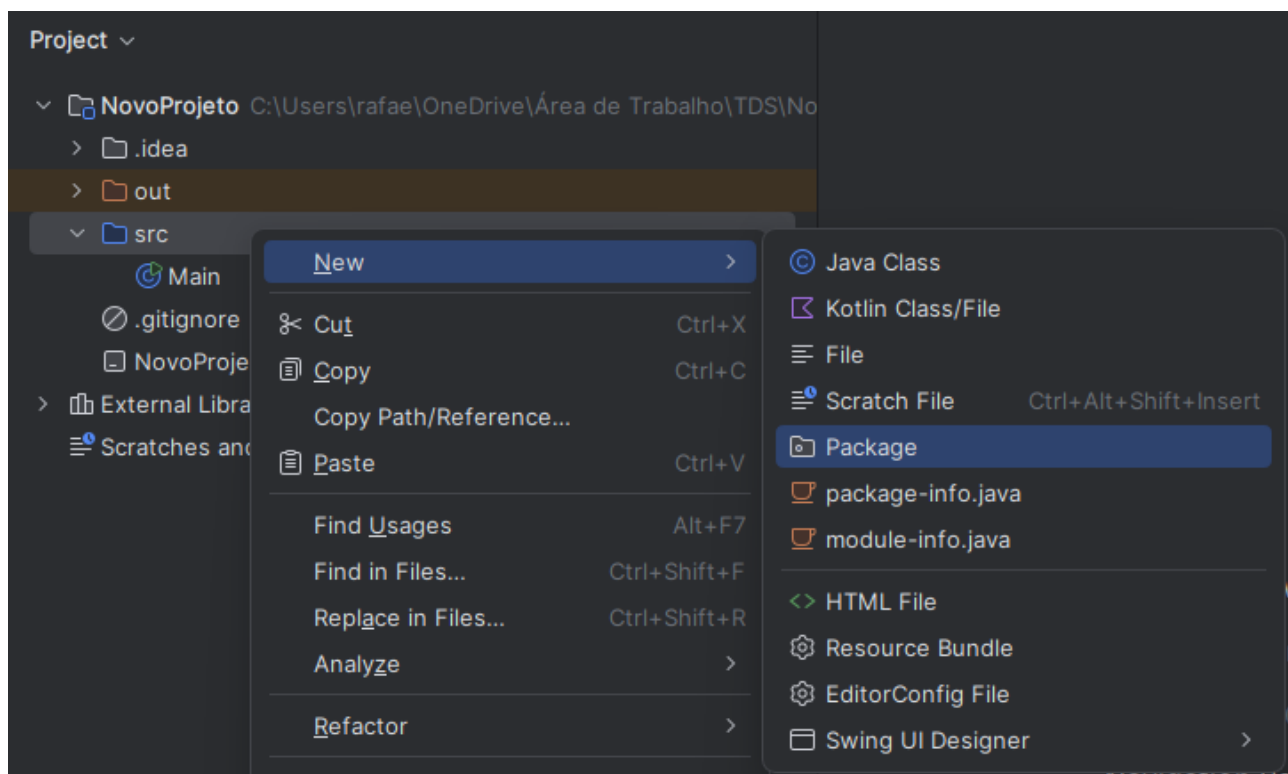 Project
NovoProjeto C:\Users\rafae\OneDrive\Área de Trabalho\TDS\No
.idea
out
src
Main
.gitignore
NovoProje
External Libra
Scratches an
New
Cut Ctrl+X
Copy Ctrl+C
Copy Path/Reference...
Paste Ctrl+V
Find Usages Alt+F7
Find in Files... Ctrl+Shift+F
Replace in Files... Ctrl+Shift+R
Analyze
Refactor
Java Class
Kotlin Class/File
File
Scratch File Ctrl+Alt+Shift+Insert
Package
package-info.java
module-info.java
HTML File
Resource Bundle
EditorConfig File
Swing UI Designer